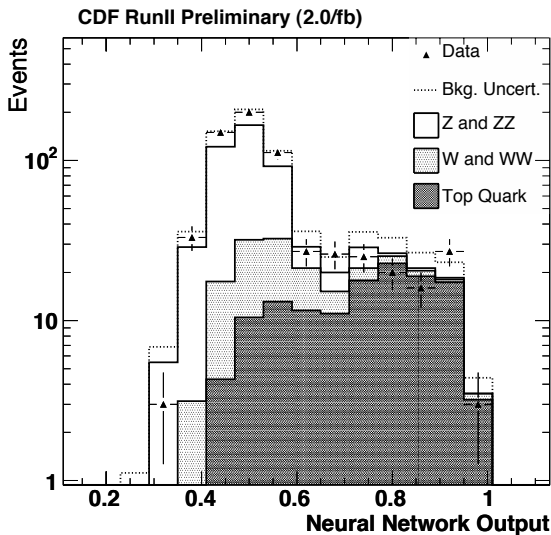 CDF RunII Preliminary (2.0/fb)
Events
Data
Bkg. Uncert.
Z and ZZ
W and WW
Top Quark
10²
10
1
0.2 0.4 0.6 0.8 1
Neural Network Output